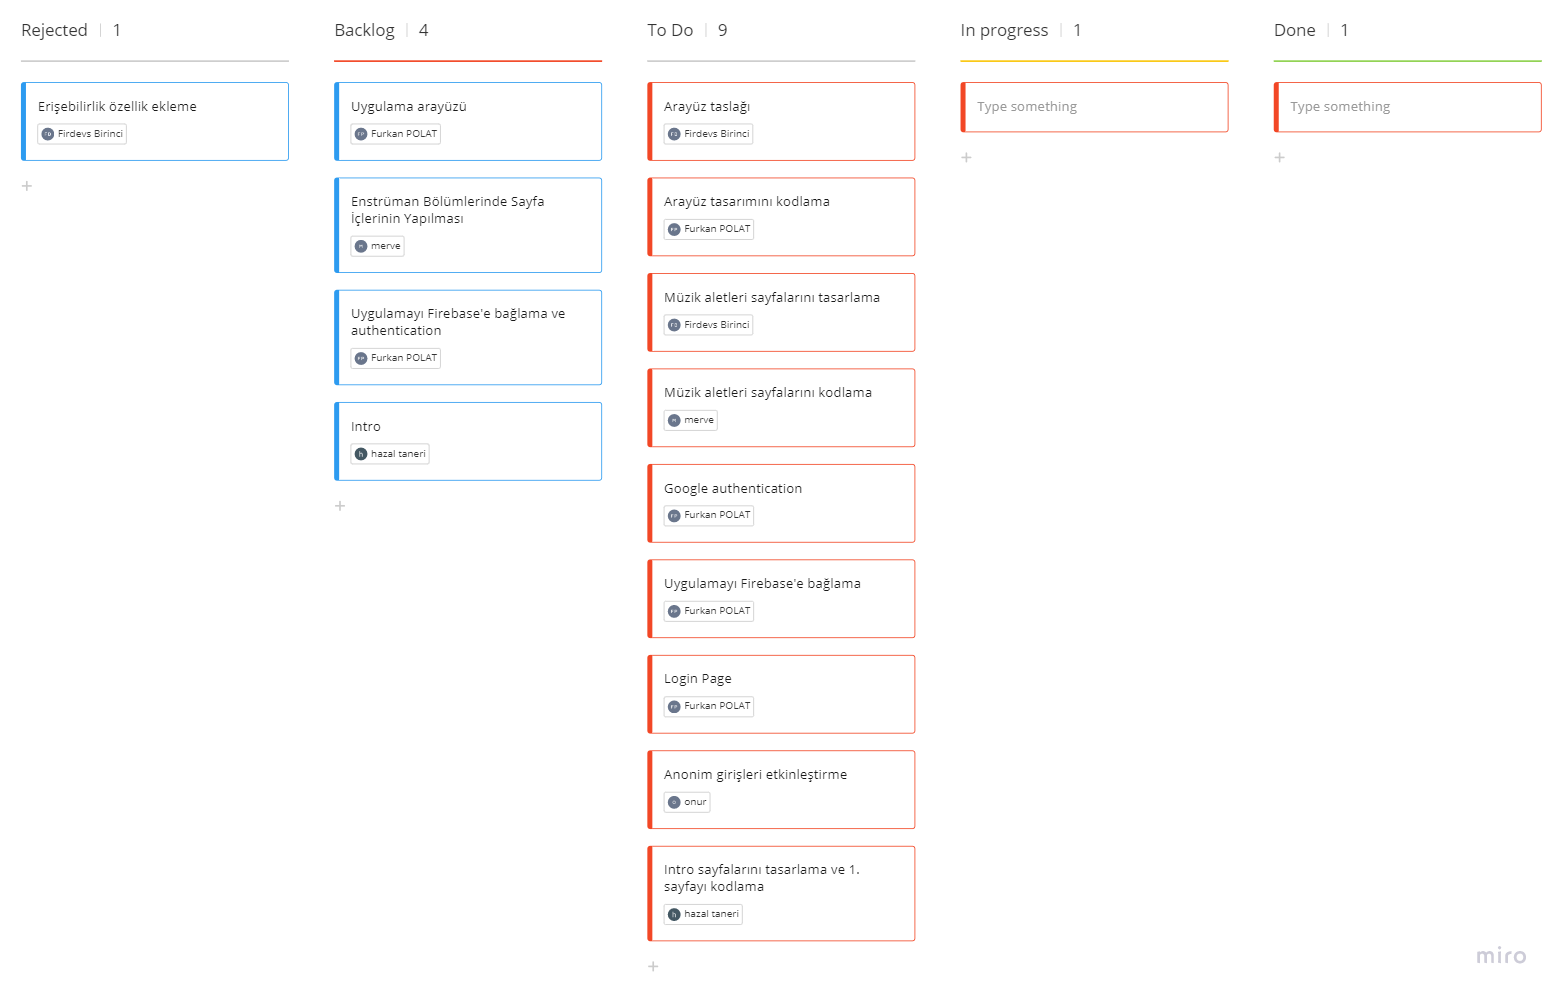 Rejected | 1
Erişebilirlik özellik ekleme
Firdevs Birinci
+
Backlog | 4
Uygulama arayüzü
FP Furkan POLAT
Enstrüman Bölümlerinde Sayfa
İçlerinin Yapılması
merve
Uygulamayı Firebase'e bağlama ve
authentication
FP Furkan POLAT
Intro
h hazal taneri
+
To Do | 9
Arayüz taslağı
Firdevs Birinci
Arayüz tasarımını kodlama
FP Furkan POLAT
Müzik aletleri sayfalarını tasarlama
Firdevs Birinci
Müzik aletleri sayfalarını kodlama
merve
Google authentication
FP Furkan POLAT
Uygulamayı Firebase'e bağlama
FP Furkan POLAT
Login Page
FP Furkan POLAT
Anonim girişleri etkinleştirme
onur
Intro sayfalarını tasarlama ve 1.
sayfayı kodlama
h hazal taneri
+
In progress | 1
Type something
+
Done | 1
Type something
+
miro